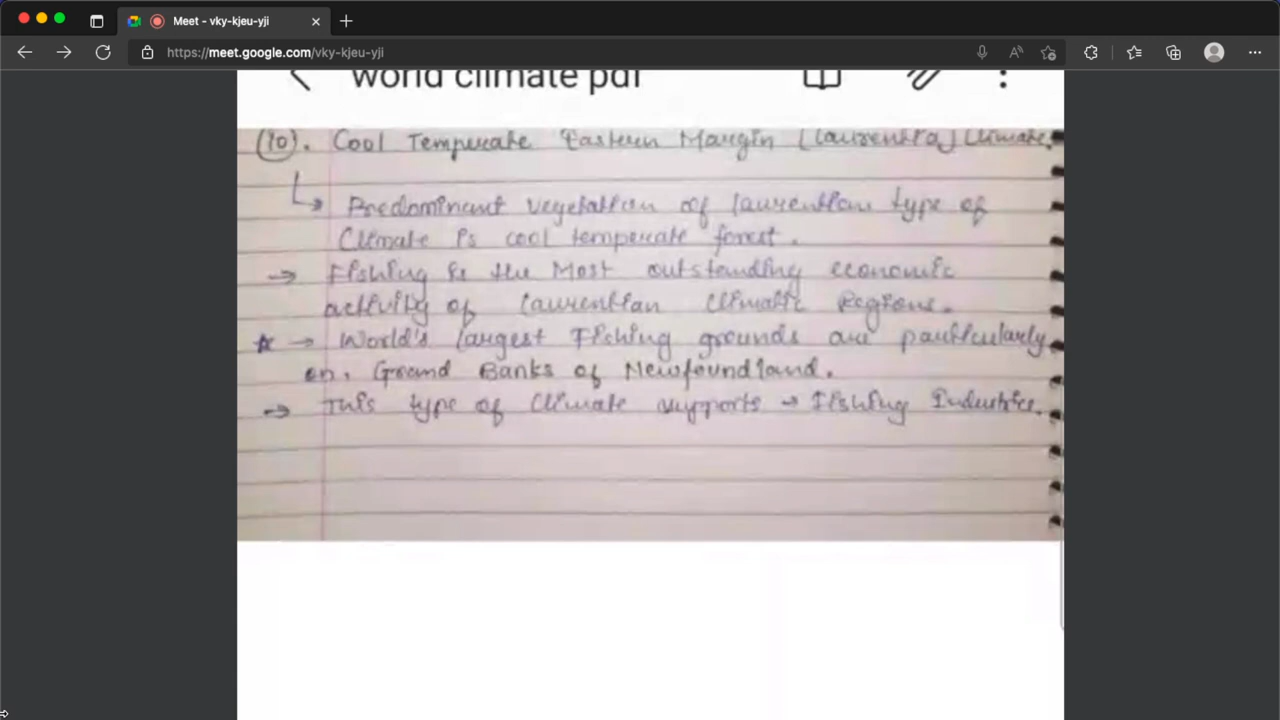 Meet - vky-kjeu-yji
https://meet.google.com/vky-kjeu-yji
world climate pdf
(10). Cool Temperate Eastern Margin (Laurentia) Climate.
Predominant vegetation of laurentian type of
Climate is cool temperate forest.
→ Fishing is the Most outstanding economic
activity of Laurentian Climatic Regions.
★ → World's largest Fishing grounds are particularly
on. Grand Banks of Newfoundland.
→ This type of Climate supports → Fishing Industries.